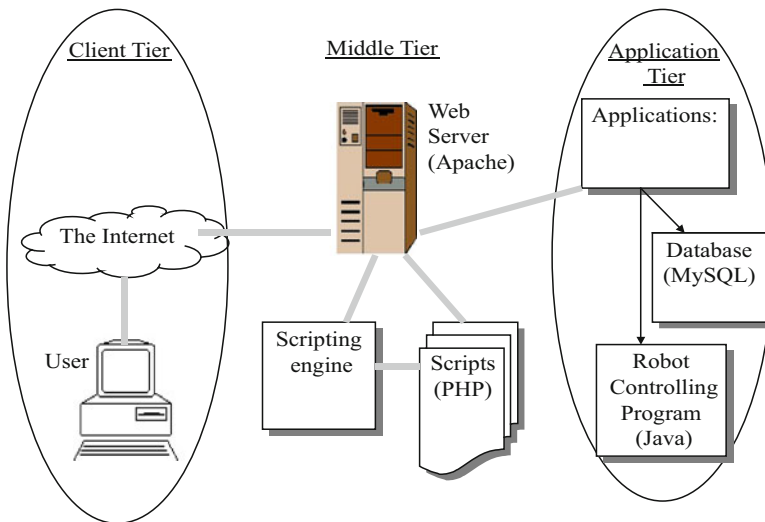 Client Tier
The Internet
User
Middle Tier
Web
Server
(Apache)
Scripting
engine
Scripts
(PHP)
Application
Tier
Applications:
Database
(MySQL)
Robot
Controlling
Program
(Java)